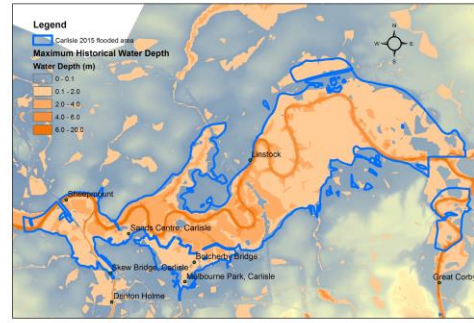 Legend
Carlisle 2015 flooded area
Maximum Historical Water Depth
Water Depth (m)
0 - 0.1
0.1 - 2.0
2.0 - 4.0
4.0 - 6.0
6.0 - 20.0
N
W
E
S
Linstock
Sheepmount
Sands Centre, Carlisle
Botcherby Bridge
Skew Bridge, Carlisle
Melbourne Park, Carlisle
Great Corby
Denton Holme